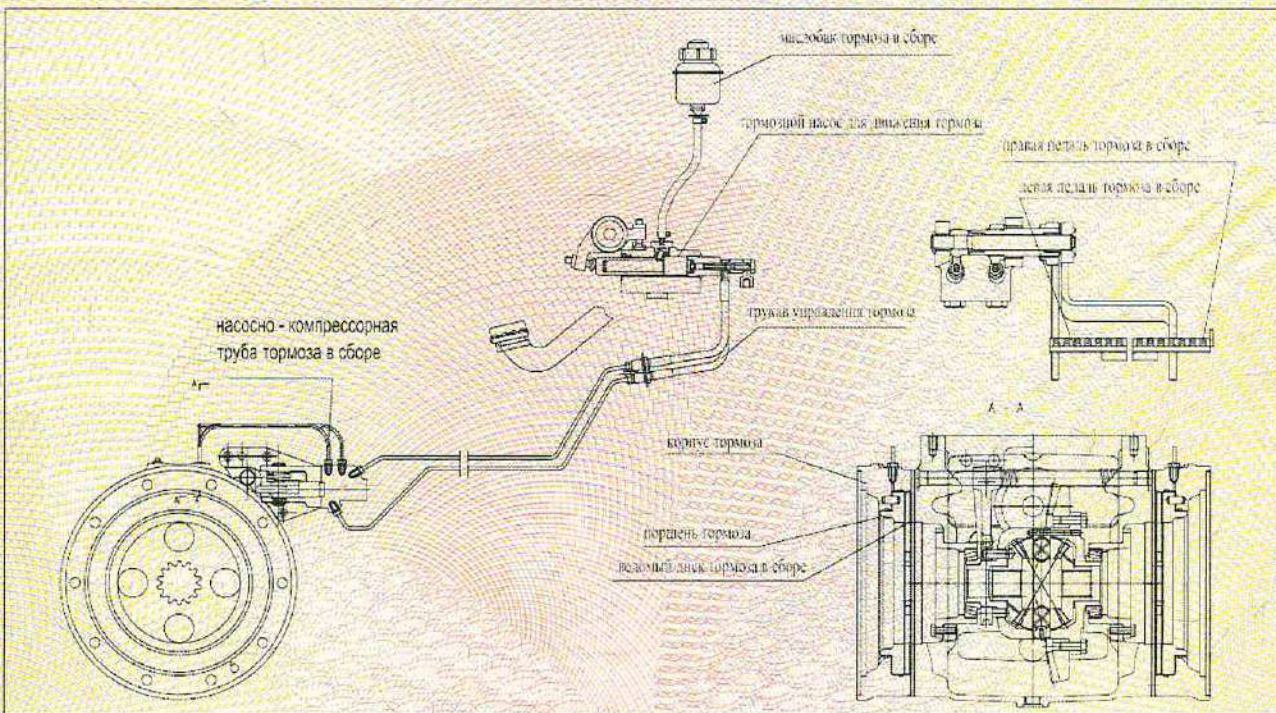 маслобак тормоза в сборе
тормозной насос для движения тормоза
правая педаль тормоза в сборе
левая педаль тормоза в сборе
трукав управления тормоза
насосно - компрессорная
труба тормоза в сборе
А
А - А
корпус тормоза
поршень тормоза
ведомый диск тормоза в сборе